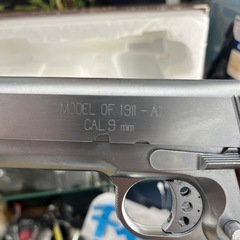 MODEL OF 1911 - A1
CAL. 9 mm